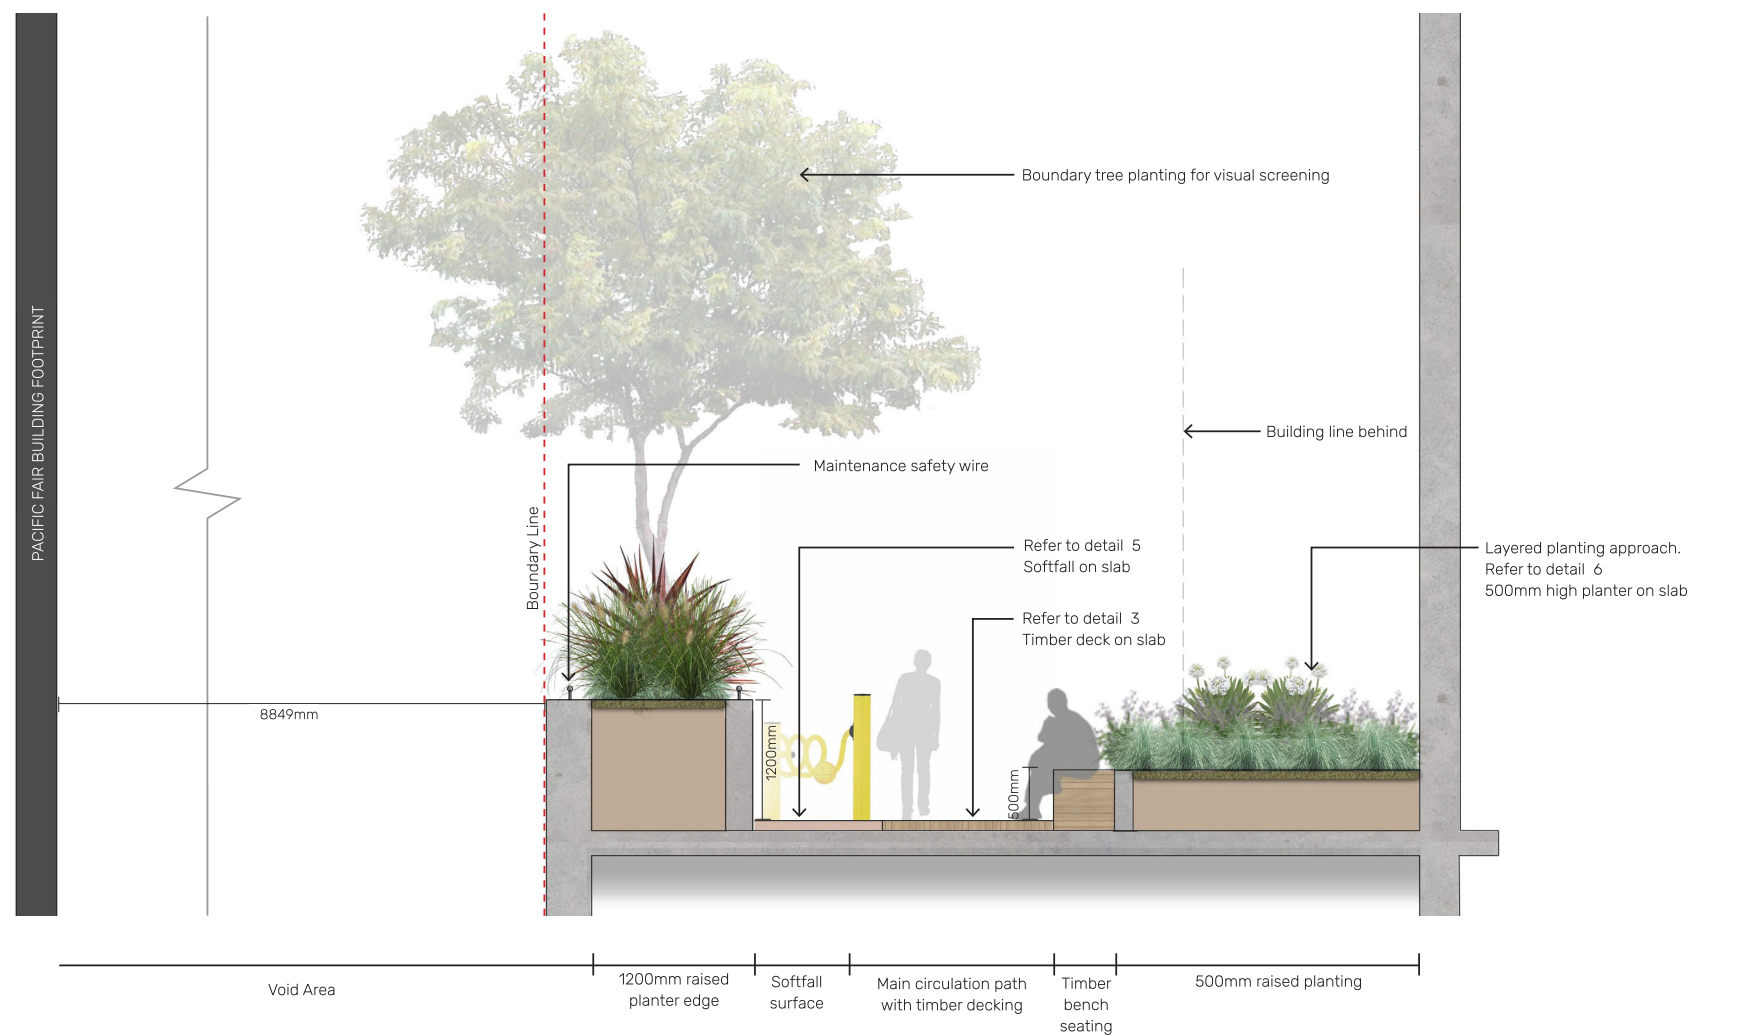 Boundary tree planting for visual screening
PACIFIC FAIR BUILDING FOOTPRINT
Building line behind
Maintenance safety wire
Boundary Line
Refer to detail 5
Softfall on slab
Layered planting approach.
Refer to detail 6
500mm high planter on slab
Refer to detail 3
Timber deck on slab
8849mm
1200mm
500mm
Void Area
1200mm raised
planter edge
Softfall
surface
Main circulation path
with timber decking
Timber
bench
seating
500mm raised planting